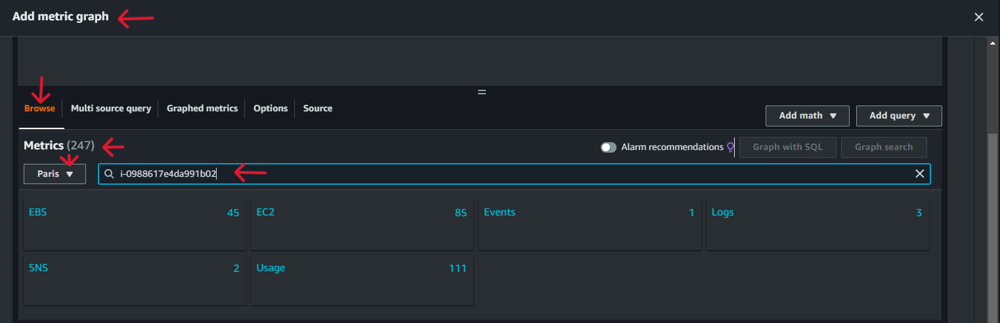 Add metric graph
Browse Multi source query Graphed metrics Options Source
Add math Add query
Metrics (247)
Alarm recommendations Graph with SQL Graph search
Paris i-0988617e4da991b02
EBS 45 EC2 85 Events 1 Logs 3
SNS 2 Usage 111